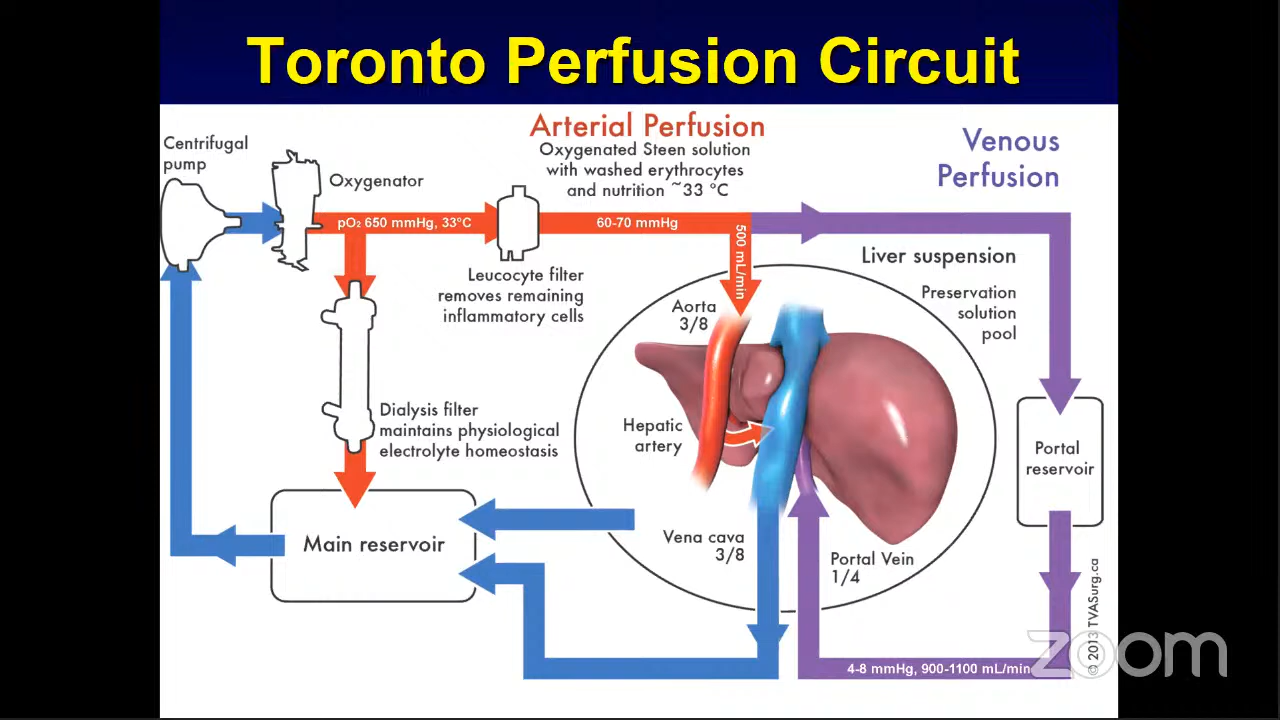 Toronto Perfusion Circuit
Centrifugal
pump
Oxygenator
Arterial Perfusion
Oxygenated Steen solution
with washed erythrocytes
and nutrition ~33 °C
Venous
Perfusion
pO2 650 mmHg, 33°C
60-70 mmHg
500 mL/min
Leucocyte filter
removes remaining
inflammatory cells
Liver suspension
Preservation
solution
pool
Aorta
3/8
Dialysis filter
maintains physiological
electrolyte homeostasis
Hepatic
artery
Portal
reservoir
Main reservoir
Vena cava
3/8
Portal Vein
1/4
4-8 mmHg, 900-1100 mL/min
© 2013 TVASurg.ca
zoom